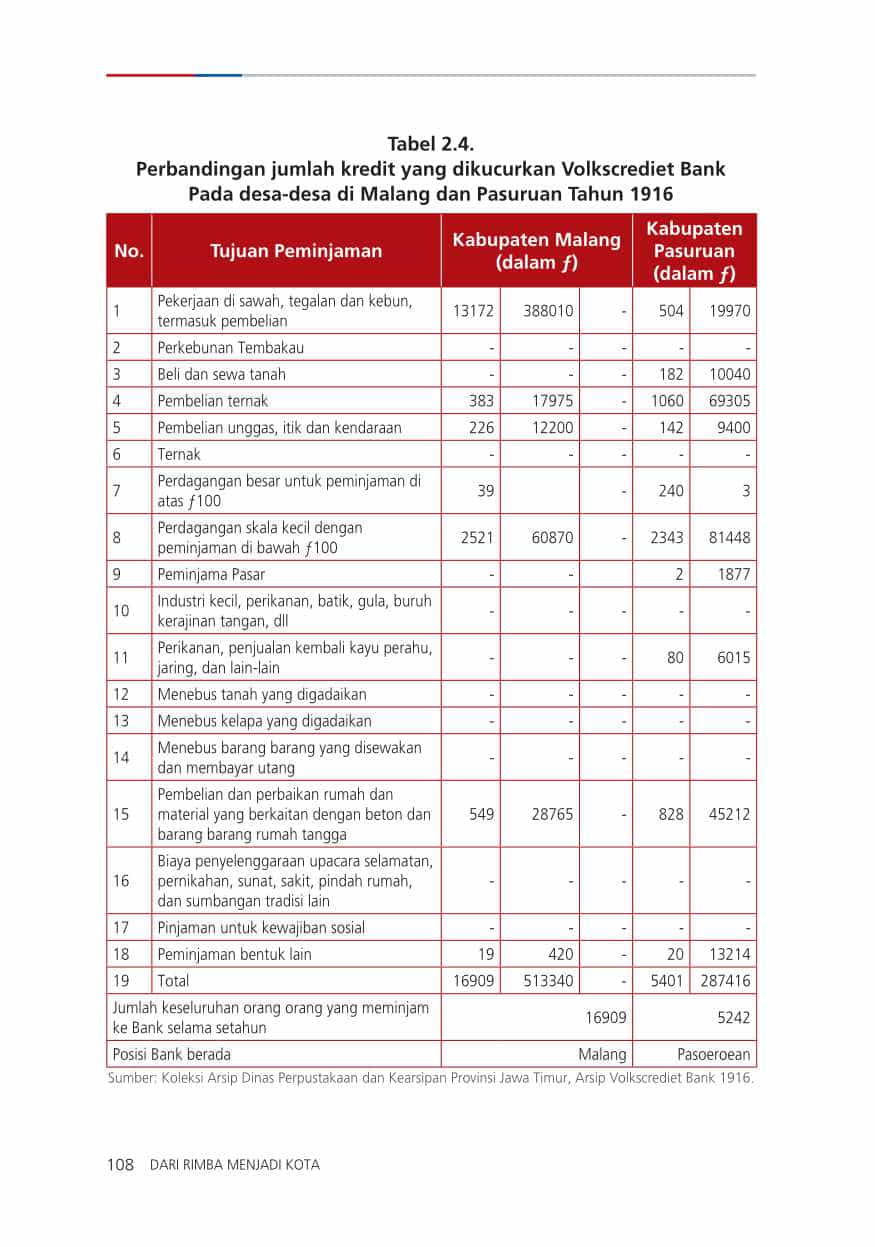 Tabel 2.4.
Perbandingan jumlah kredit yang dikucurkan Volkscrediet Bank
Pada desa-desa di Malang dan Pasuruan Tahun 1916
No. Tujuan Peminjaman Kabupaten Malang (dalam ƒ) Kabupaten Pasuruan (dalam ƒ)
1 Pekerjaan di sawah, tegalan dan kebun, termasuk pembelian 13172 388010 - 504 19970
2 Perkebunan Tembakau - - - - -
3 Beli dan sewa tanah - - - 182 10040
4 Pembelian ternak 383 17975 - 1060 69305
5 Pembelian unggas, itik dan kendaraan 226 12200 - 142 9400
6 Ternak - - - - -
7 Perdagangan besar untuk peminjaman di atas ƒ100 39 - 240 3
8 Perdagangan skala kecil dengan peminjaman di bawah ƒ100 2521 60870 - 2343 81448
9 Peminjama Pasar - - 2 1877
10 Industri kecil, perikanan, batik, gula, buruh kerajinan tangan, dll - - - - -
11 Perikanan, penjualan kembali kayu perahu, jaring, dan lain-lain - - - 80 6015
12 Menebus tanah yang digadaikan - - - - -
13 Menebus kelapa yang digadaikan - - - - -
14 Menebus barang barang yang disewakan dan membayar utang - - - - -
15 Pembelian dan perbaikan rumah dan material yang berkaitan dengan beton dan barang barang rumah tangga 549 28765 - 828 45212
16 Biaya penyelenggaraan upacara selamatan, pernikahan, sunat, sakit, pindah rumah, dan sumbangan tradisi lain - - - - -
17 Pinjaman untuk kewajiban sosial - - - - -
18 Peminjaman bentuk lain 19 420 - 20 13214
19 Total 16909 513340 - 5401 287416
Jumlah keseluruhan orang orang yang meminjam ke Bank selama setahun 16909 5242
Posisi Bank berada Malang Pasoeroean
Sumber: Koleksi Arsip Dinas Perpustakaan dan Kearsipan Provinsi Jawa Timur, Arsip Volkscrediet Bank 1916.
108 DARI RIMBA MENJADI KOTA